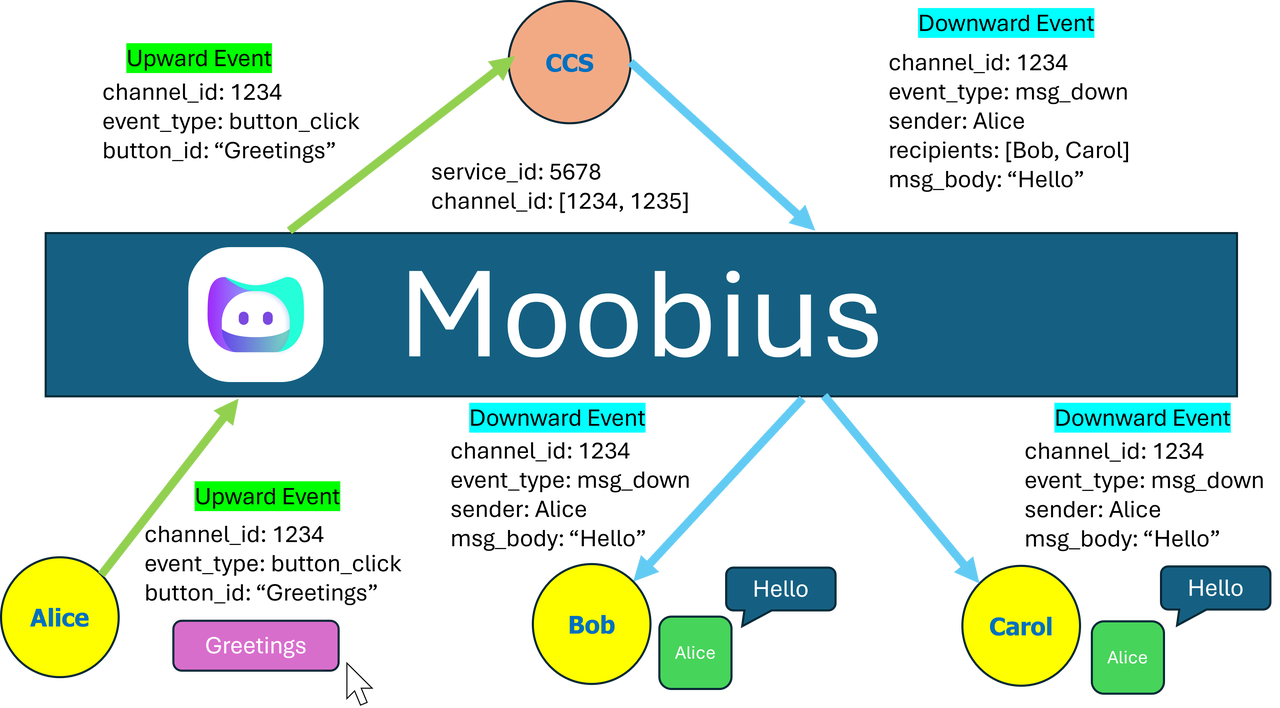 Upward Event
channel_id: 1234
event_type: button_click
button_id: “Greetings”
CCS
Downward Event
channel_id: 1234
event_type: msg_down
sender: Alice
recipients: [Bob, Carol]
msg_body: “Hello”
service_id: 5678
channel_id: [1234, 1235]
Moobius
Upward Event
channel_id: 1234
event_type: button_click
button_id: “Greetings”
Alice
Greetings
Downward Event
channel_id: 1234
event_type: msg_down
sender: Alice
msg_body: “Hello”
Bob
Hello
Alice
Downward Event
channel_id: 1234
event_type: msg_down
sender: Alice
msg_body: “Hello”
Carol
Hello
Alice